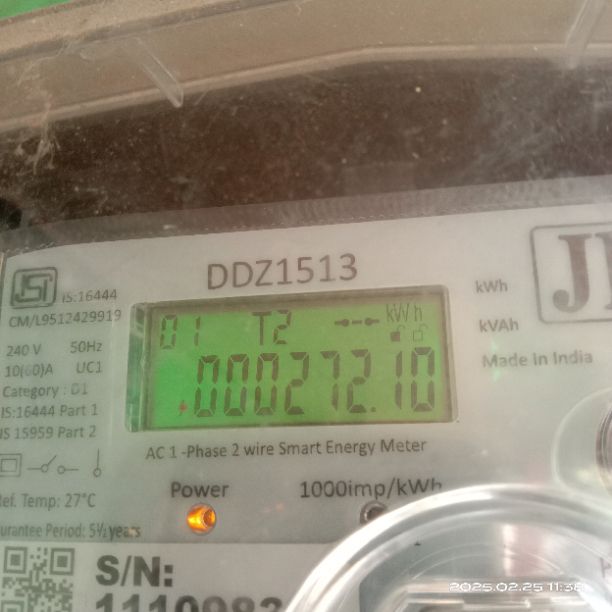 DDZ1513
IS:16444
CM/L9512429919
240 V 50Hz
10(60)A UC1
Category : D1
IS:16444 Part 1
IS 15959 Part 2
01 T2 kWh
000272.10
kWh
kVAh
Made In India
AC 1 -Phase 2 wire Smart Energy Meter
Power 1000imp/kWh
Ref. Temp: 27°C
5½ years
S/N:
2025.02.25 11:38